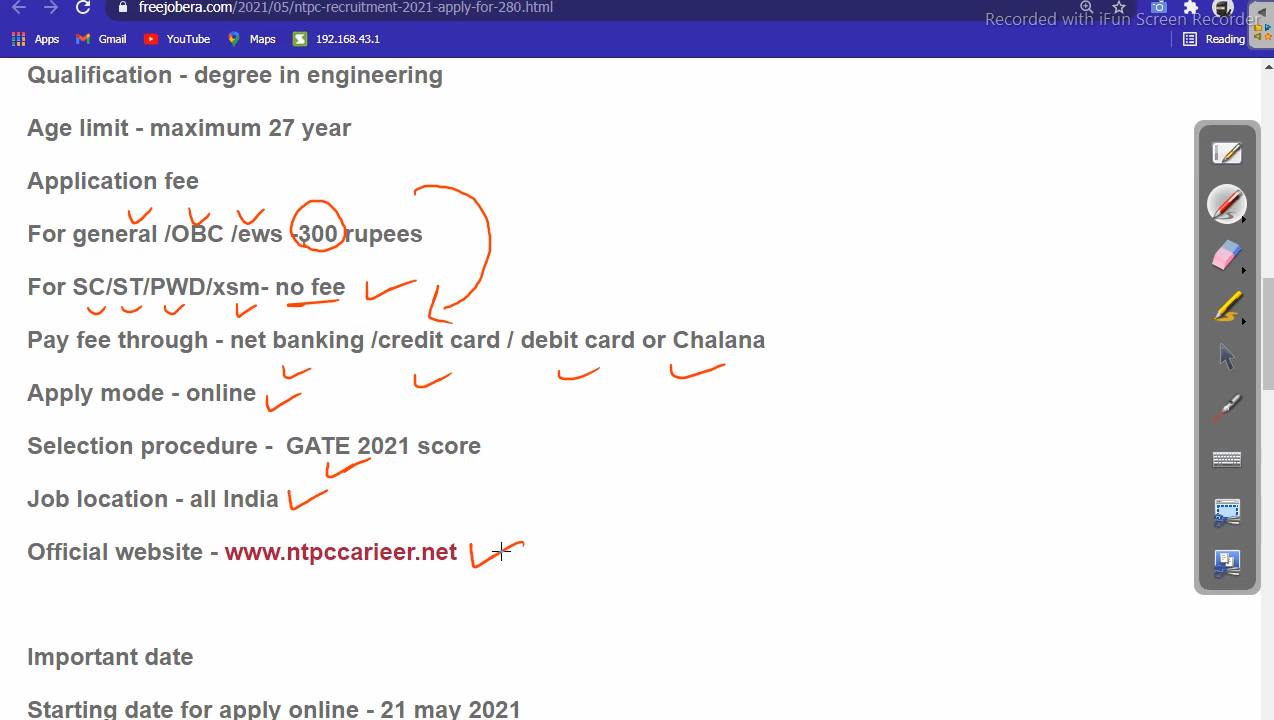 freejobera.com/2021/05/ntpc-recruitment-2021-apply-for-280.html
Recorded with iFun Screen Recorder
Apps Gmail YouTube Maps 192.168.43.1 Reading
Qualification - degree in engineering
Age limit - maximum 27 year
Application fee
For general /OBC /ews -300 rupees
For SC/ST/PWD/xsm- no fee
Pay fee through - net banking /credit card / debit card or Chalana
Apply mode - online
Selection procedure - GATE 2021 score
Job location - all India
Official website - www.ntpccarieer.net
Important date
Starting date for apply online - 21 may 2021